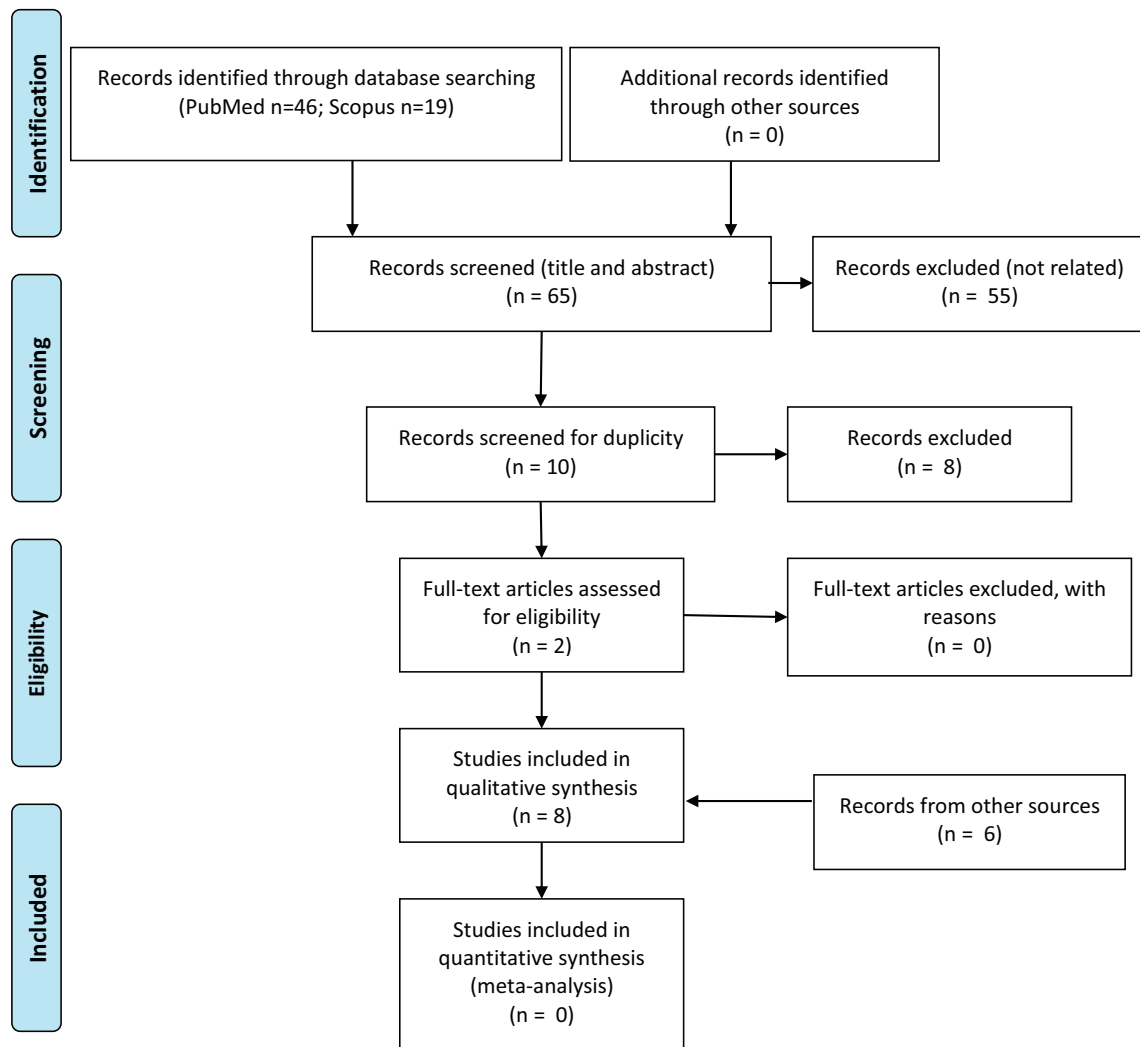 Identification
Records identified through database searching
(PubMed n=46; Scopus n=19)
Additional records identified
through other sources
(n = 0)
Records screened (title and abstract)
(n = 65)
Records excluded (not related)
(n =  55)
Screening
Records screened for duplicity
(n = 10)
Records excluded
(n =  8)
Eligibility
Full-text articles assessed
for eligibility
(n = 2)
Full-text articles excluded, with
reasons
(n =  0)
Studies included in
qualitative synthesis
(n = 8)
Records from other sources
(n =  6)
Included
Studies included in
quantitative synthesis
(meta-analysis)
(n =  0)